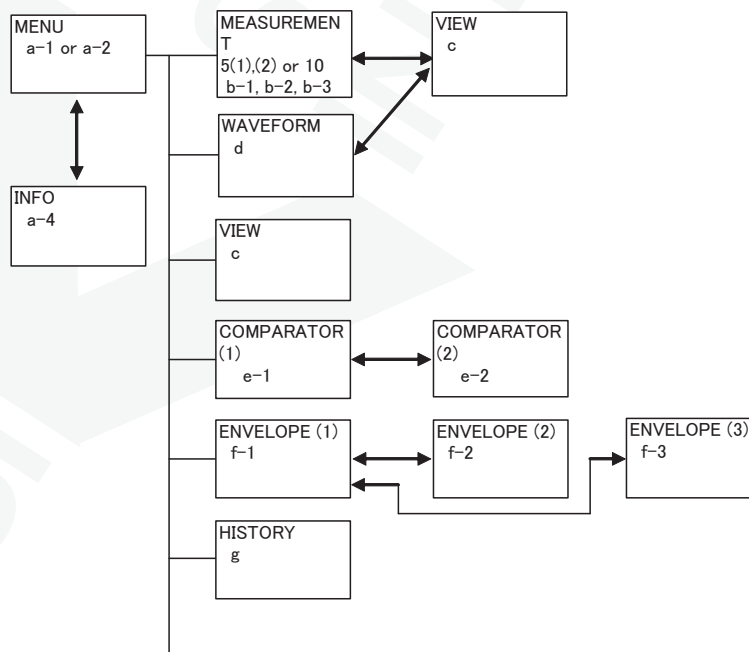 MENU
a-1 or a-2
MEASUREMEN
T
5(1),(2) or 10
b-1, b-2, b-3
VIEW
c
WAVEFORM
d
INFO
a-4
VIEW
c
COMPARATOR
(1)
e-1
COMPARATOR
(2)
e-2
ENVELOPE (1)
f-1
ENVELOPE (2)
f-2
ENVELOPE (3)
f-3
HISTORY
g